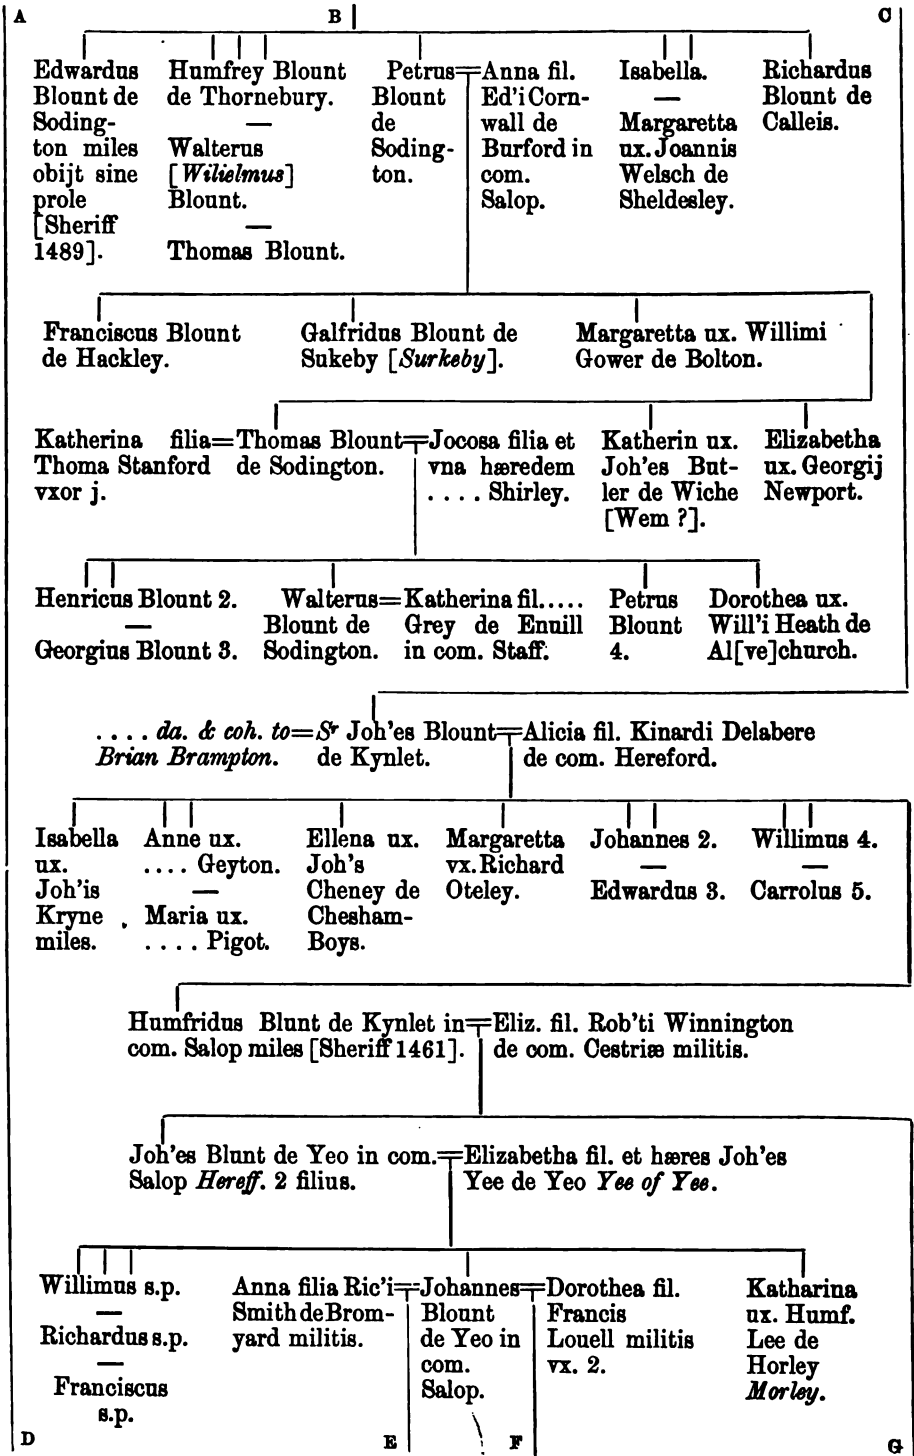 A
B
C
Edwardus
Blount de
Soding-
ton miles
obijt sine
prole
[Sheriff
1489].
Humfrey Blount
de Thornebury.
—
Walterus
[Wilielmus]
Blount.
—
Thomas Blount.
Petrus=
Blount
de
Soding-
ton.
Anna fil.
Ed'i Corn-
wall de
Burford in
com.
Salop.
Isabella.
—
Margaretta
ux. Joannis
Welsch de
Sheldesley.
Richardus
Blount de
Calleis.
Franciscus Blount
de Hackley.
Galfridus Blount de
Sukeby [Surkeby].
Margaretta ux. Willimi
Gower de Bolton.
Katherina filia=
Thoma Stanford
vxor j.
Thomas Blount=
de Sodington.
Jocosa filia et
vna hæredem
.... Shirley.
Katherin ux.
Joh'es But-
ler de Wiche
[Wem ?].
Elizabetha
ux. Georgij
Newport.
Henricus Blount 2.
—
Georgius Blount 3.
Walterus=
Blount de
Sodington.
Katherina fil.....
Grey de Enuill
in com. Staff.
Petrus
Blount
4.
Dorothea ux.
Will'i Heath de
Al[ve]church.
.... da. & coh. to=
Brian Brampton.
Sr Joh'es Blount=
de Kynlet.
Alicia fil. Kinardi Delabere
de com. Hereford.
Isabella
ux.
Joh'is
Kryne
miles.
Anne ux.
.... Geyton.
—
Maria ux.
.... Pigot.
Ellena ux.
Joh's
Cheney de
Chesham-
Boys.
Margaretta
vx. Richard
Oteley.
Johannes 2.
—
Edwardus 3.
Willimus 4.
—
Carrolus 5.
Humfridus Blunt de Kynlet in=
com. Salop miles [Sheriff 1461].
Eliz. fil. Rob'ti Winnington
de com. Cestriæ militis.
Joh'es Blunt de Yeo in com.=
Salop Hereff. 2 filius.
Elizabetha fil. et hæres Joh'es
Yee de Yeo Yee of Yee.
Willimus s.p.
—
Richardus s.p.
—
Franciscus
s.p.
Anna filia Ric'i=
Smith de Brom-
yard militis.
Johannes=
Blount
de Yeo in
com.
Salop.
Dorothea fil.
Francis
Louell militis
vx. 2.
Katharina
ux. Humf.
Lee de
Horley
Morley.
D
E
F
G